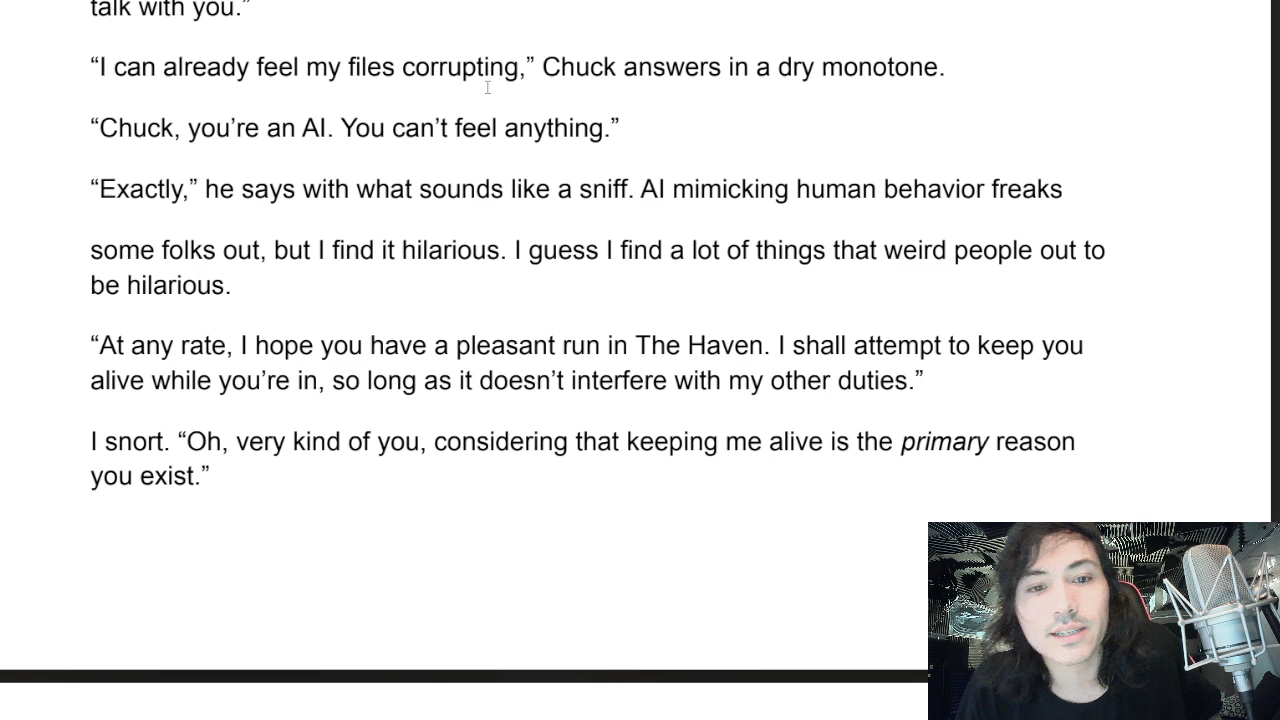 talk with you.”
“I can already feel my files corrupting,” Chuck answers in a dry monotone.
“Chuck, you’re an AI. You can’t feel anything.”
“Exactly,” he says with what sounds like a sniff. AI mimicking human behavior freaks
some folks out, but I find it hilarious. I guess I find a lot of things that weird people out to
be hilarious.
“At any rate, I hope you have a pleasant run in The Haven. I shall attempt to keep you
alive while you’re in, so long as it doesn’t interfere with my other duties.”
I snort. “Oh, very kind of you, considering that keeping me alive is the primary reason
you exist.”